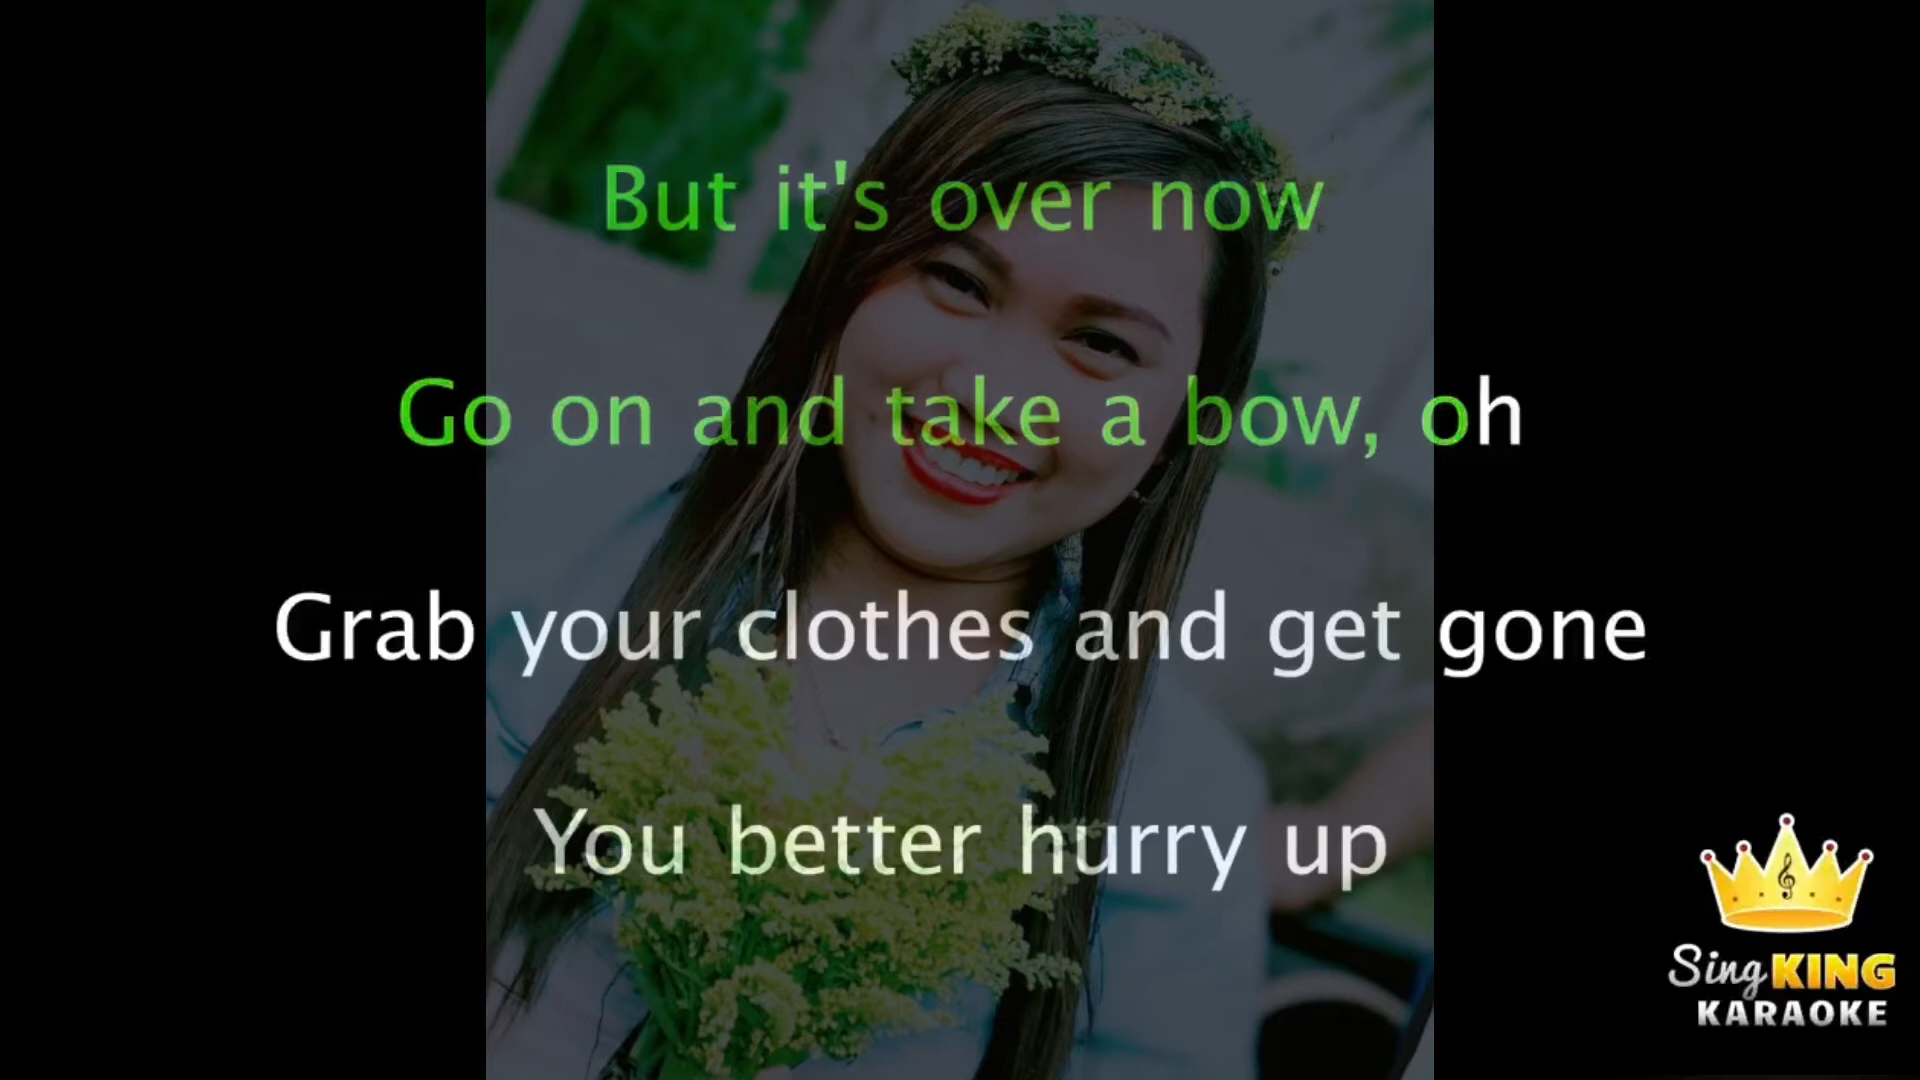 But it's over now
Go on and take a bow, oh
Grab your clothes and get gone
You better hurry up
Sing KING
KARAOKE